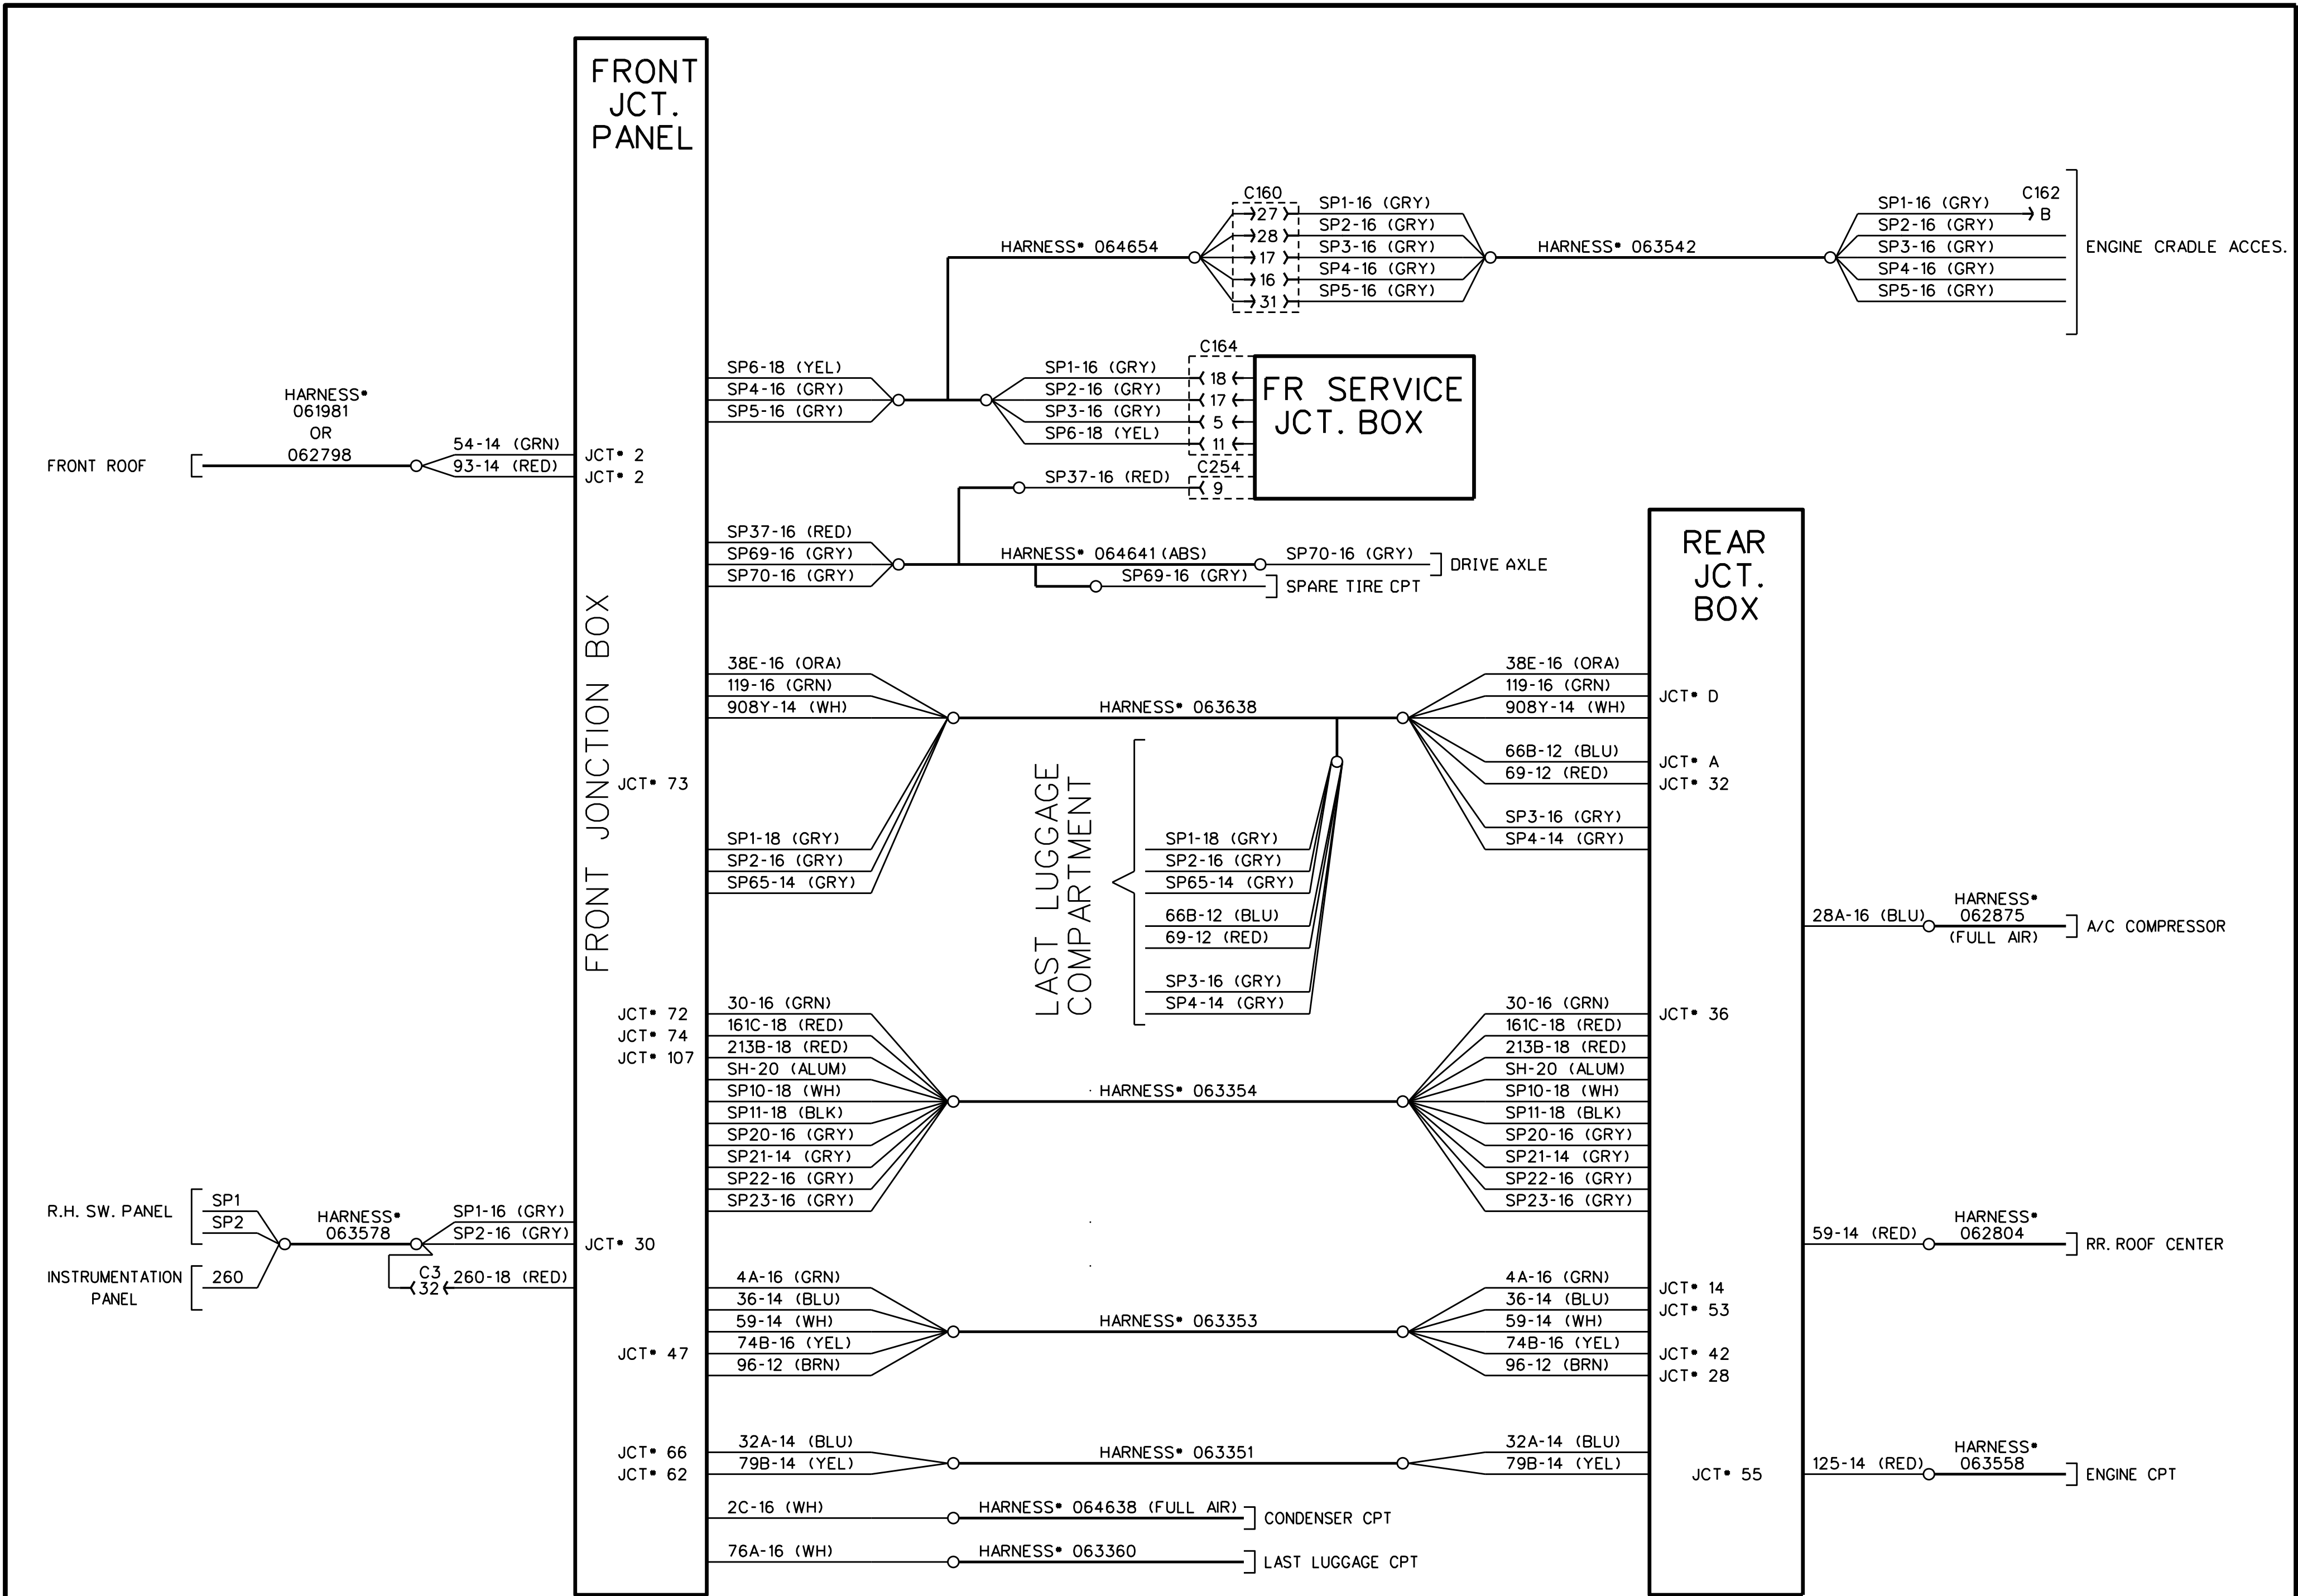 FRONT
JCT.
PANEL
FRONT JONCTION BOX
HARNESS*
061981
OR
062798
FRONT ROOF
54-14 (GRN)
93-14 (RED)
JCT* 2
JCT* 2
R.H. SW. PANEL
SP1
SP2
INSTRUMENTATION
PANEL
260
HARNESS*
063578
SP1-16 (GRY)
SP2-16 (GRY)
C3
32
260-18 (RED)
JCT* 30
JCT* 73
JCT* 72
JCT* 74
JCT* 107
JCT* 47
JCT* 66
JCT* 62
SP6-18 (YEL)
SP4-16 (GRY)
SP5-16 (GRY)
HARNESS* 064654
C160
27
28
17
16
31
SP1-16 (GRY)
SP2-16 (GRY)
SP3-16 (GRY)
SP4-16 (GRY)
SP5-16 (GRY)
HARNESS* 063542
SP1-16 (GRY)
SP2-16 (GRY)
SP3-16 (GRY)
SP4-16 (GRY)
SP5-16 (GRY)
C162
B
ENGINE CRADLE ACCES.
SP1-16 (GRY)
SP2-16 (GRY)
SP3-16 (GRY)
SP6-18 (YEL)
C164
18
17
5
11
FR SERVICE
JCT. BOX
SP37-16 (RED)
C254
9
SP37-16 (RED)
SP69-16 (GRY)
SP70-16 (GRY)
HARNESS* 064641 (ABS)
SP70-16 (GRY)
DRIVE AXLE
SP69-16 (GRY)
SPARE TIRE CPT
38E-16 (ORA)
119-16 (GRN)
908Y-14 (WH)
SP1-18 (GRY)
SP2-16 (GRY)
SP65-14 (GRY)
HARNESS* 063638
LAST LUGGAGE
COMPARTMENT
SP1-18 (GRY)
SP2-16 (GRY)
SP65-14 (GRY)
66B-12 (BLU)
69-12 (RED)
SP3-16 (GRY)
SP4-14 (GRY)
38E-16 (ORA)
119-16 (GRN)
908Y-14 (WH)
66B-12 (BLU)
69-12 (RED)
SP3-16 (GRY)
SP4-14 (GRY)
REAR
JCT.
BOX
JCT* D
JCT* A
JCT* 32
JCT* 36
JCT* 14
JCT* 53
JCT* 42
JCT* 28
JCT* 55
30-16 (GRN)
161C-18 (RED)
213B-18 (RED)
SH-20 (ALUM)
SP10-18 (WH)
SP11-18 (BLK)
SP20-16 (GRY)
SP21-14 (GRY)
SP22-16 (GRY)
SP23-16 (GRY)
HARNESS* 063354
30-16 (GRN)
161C-18 (RED)
213B-18 (RED)
SH-20 (ALUM)
SP10-18 (WH)
SP11-18 (BLK)
SP20-16 (GRY)
SP21-14 (GRY)
SP22-16 (GRY)
SP23-16 (GRY)
4A-16 (GRN)
36-14 (BLU)
59-14 (WH)
74B-16 (YEL)
96-12 (BRN)
HARNESS* 063353
4A-16 (GRN)
36-14 (BLU)
59-14 (WH)
74B-16 (YEL)
96-12 (BRN)
32A-14 (BLU)
79B-14 (YEL)
HARNESS* 063351
32A-14 (BLU)
79B-14 (YEL)
2C-16 (WH)
HARNESS* 064638 (FULL AIR)
CONDENSER CPT
76A-16 (WH)
HARNESS* 063360
LAST LUGGAGE CPT
28A-16 (BLU)
HARNESS*
062875
(FULL AIR)
A/C COMPRESSOR
59-14 (RED)
HARNESS*
062804
RR. ROOF CENTER
125-14 (RED)
HARNESS*
063558
ENGINE CPT